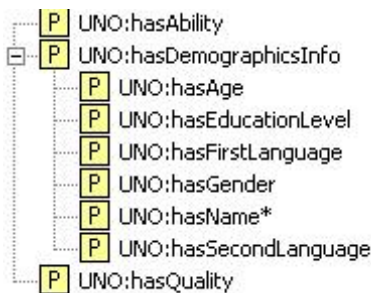 P UNO:hasAbility
P UNO:hasDemographicsInfo
P UNO:hasAge
P UNO:hasEducationLevel
P UNO:hasFirstLanguage
P UNO:hasGender
P UNO:hasName*
P UNO:hasSecondLanguage
P UNO:hasQuality